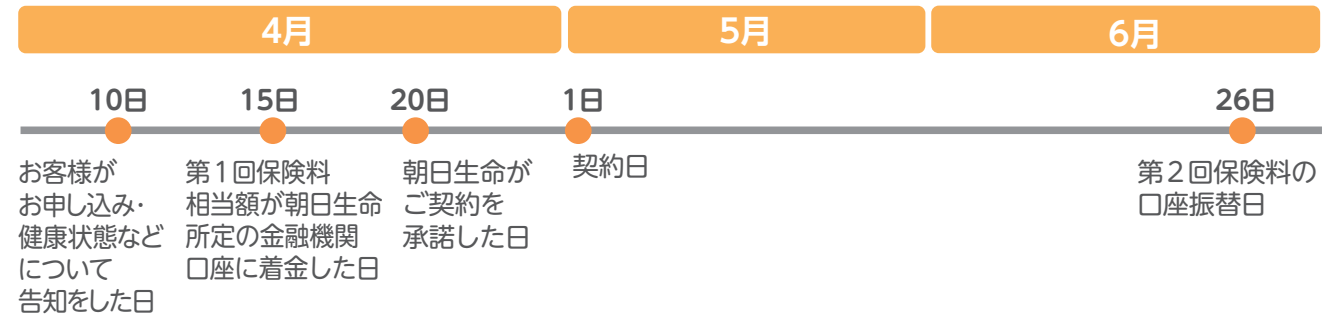 4月
5月
6月
10日
15日
20日
1日
26日
お客様が
お申し込み・
健康状態など
について
告知をした日
第1回保険料
相当額が朝日生命
所定の金融機関
口座に着金した日
朝日生命が
ご契約を
承諾した日
契約日
第2回保険料の
口座振替日